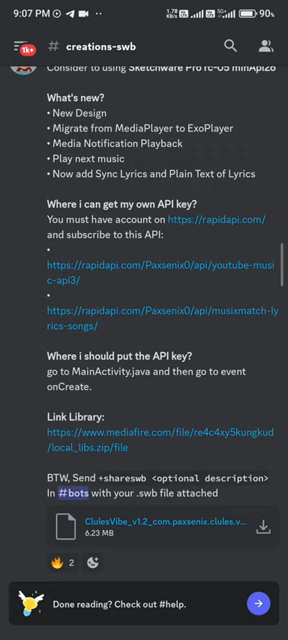 9:07 PM
1.78 KB/S
5G+
90%
1k+
# creations-swb
Consider to using Sketchware Pro rc-05 minApi26
What's new?
• New Design
• Migrate from MediaPlayer to ExoPlayer
• Media Notification Playback
• Play next music
• Now add Sync Lyrics and Plain Text of Lyrics
Where i can get my own API key?
You must have account on https://rapidapi.com/
and subscribe to this API:
•
https://rapidapi.com/Paxsenix0/api/youtube-musi
c-api3/
•
https://rapidapi.com/Paxsenix0/api/musixmatch-ly
rics-songs/
Where i should put the API key?
go to MainActivity.java and then go to event
onCreate.
Link Library:
https://www.mediafire.com/file/re4c4xy5kungkud
/local_libs.zip/file
BTW, Send +shareswb <optional description>
In #bots with your .swb file attached
ClulesVibe_v1.2_com.paxsenix.clules.v...
6.23 MB
2
Done reading? Check out #help.